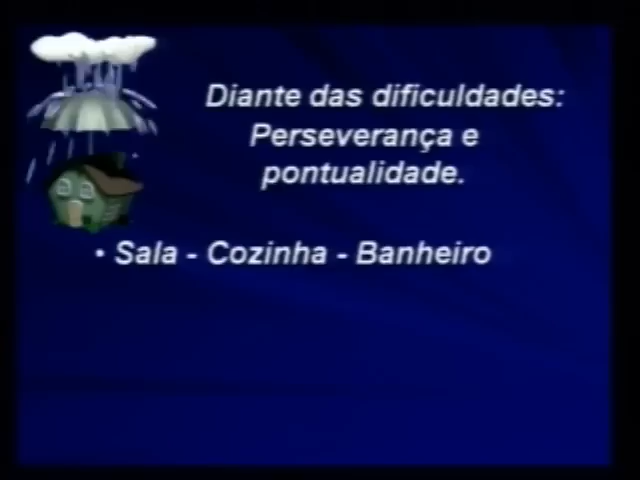 Diante das dificuldades:
Perseverança e
pontualidade.
• Sala - Cozinha - Banheiro